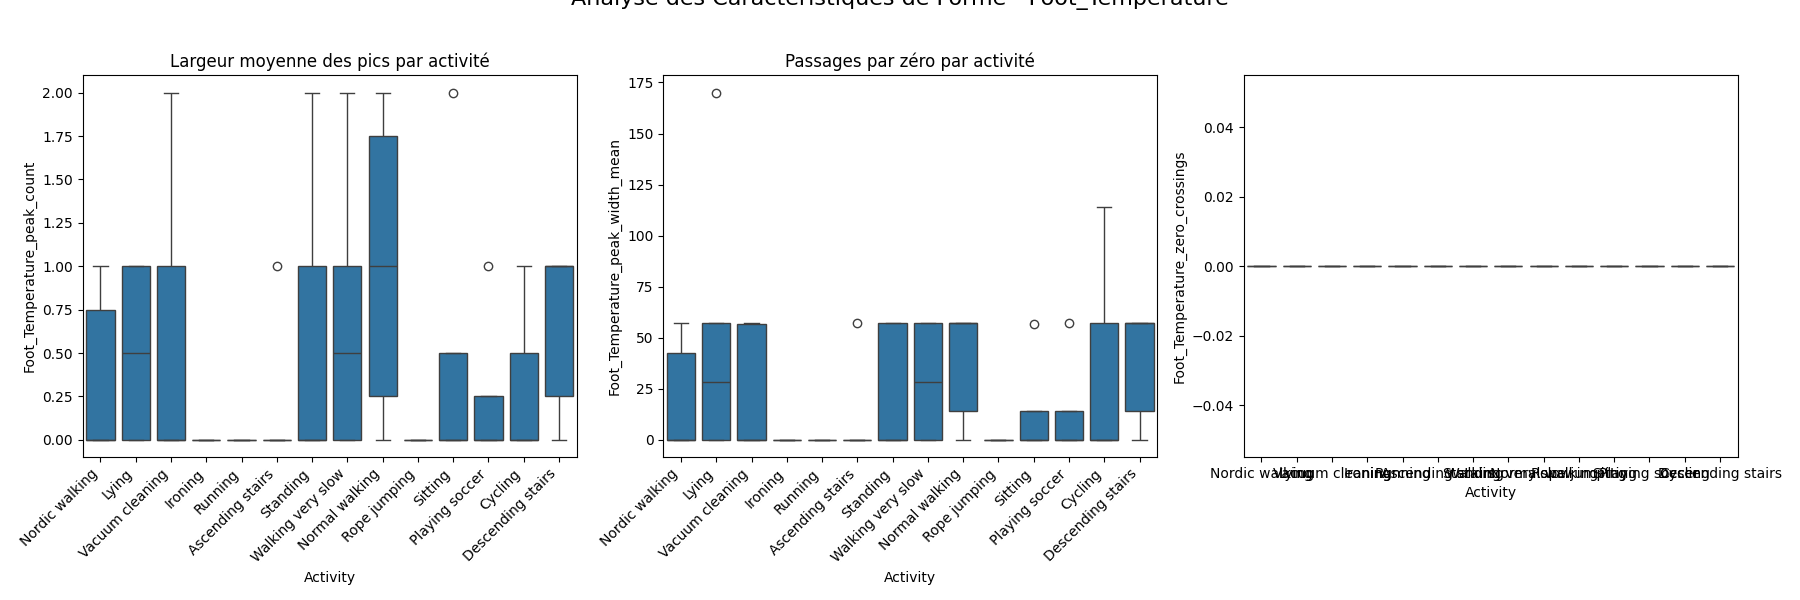 Analyse des Caractéristiques de Forme - Foot_Temperature
Largeur moyenne des pics par activité
Foot_Temperature_peak_count
2.00
1.75
1.50
1.25
1.00
0.75
0.50
0.25
0.00
Nordic walking
Lying
Vacuum cleaning
Ironing
Running
Ascending stairs
Standing
Walking very slow
Normal walking
Rope jumping
Sitting
Playing soccer
Cycling
Descending stairs
Activity
Passages par zéro par activité
Foot_Temperature_peak_width_mean
175
150
125
100
75
50
25
0
Nordic walking
Lying
Vacuum cleaning
Ironing
Running
Ascending stairs
Standing
Walking very slow
Normal walking
Rope jumping
Sitting
Playing soccer
Cycling
Descending stairs
Activity
Foot_Temperature_zero_crossings
0.04
0.02
0.00
−0.02
−0.04
Nordic walking
Descending stairs
Activity